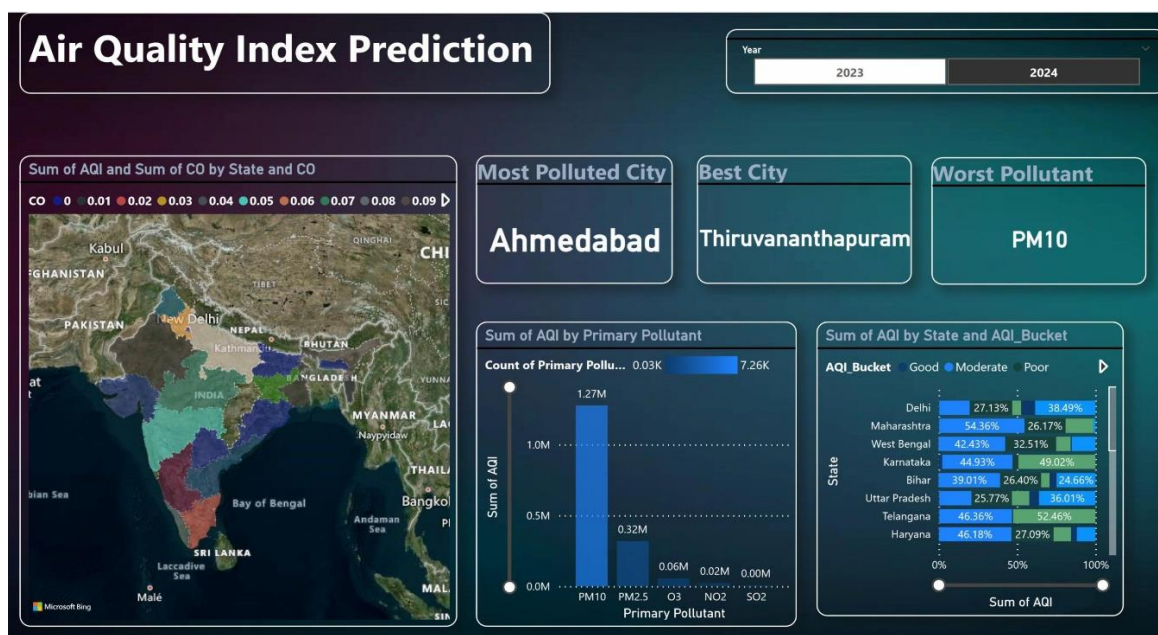 Air Quality Index Prediction
Year
2023
2024
Sum of AQI and Sum of CO by State and CO
CO 0 0.01 0.02 0.03 0.04 0.05 0.06 0.07 0.08 0.09
Kabul
QINGHAI
CHI
FGHANISTAN
TIBET
SIC
New Delhi
PAKISTAN
NEPAL
Kathmandu
BHUTAN
YUNNA
at
BANGLADESH
INDIA
MYANMAR
LA
Naypyidaw
THAILA
bian Sea
Bay of Bengal
Bangkok
Andaman
Sea
SRI LANKA
Laccadive
Sea
Malé
MAL
SIN
Microsoft Bing
Most Polluted City
Ahmedabad
Best City
Thiruvananthapuram
Worst Pollutant
PM10
Sum of AQI by Primary Pollutant
Count of Primary Pollu... 0.03K 7.26K
1.27M
1.0M
Sum of AQI
0.5M
0.32M
0.06M
0.02M
0.00M
0.0M
PM10 PM2.5 O3 NO2 SO2
Primary Pollutant
Sum of AQI by State and AQI_Bucket
AQI_Bucket Good Moderate Poor
State
Delhi 27.13% 38.49%
Maharashtra 54.36% 26.17%
West Bengal 42.43% 32.51%
Karnataka 44.93% 49.02%
Bihar 39.01% 26.40% 24.66%
Uttar Pradesh 25.77% 36.01%
Telangana 46.36% 52.46%
Haryana 46.18% 27.09%
0% 50% 100%
Sum of AQI